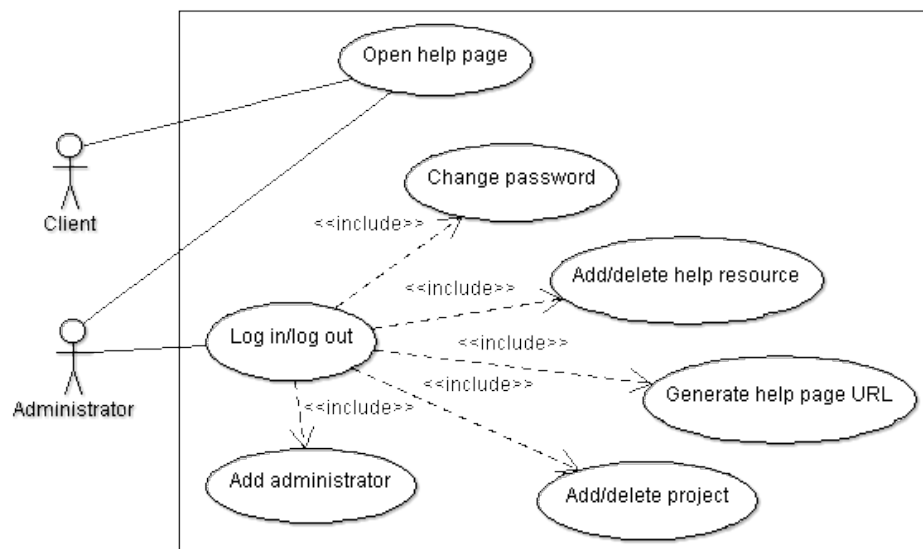 Open help page
Change password
Client
<<include>>
Add/delete help resource
<<include>>
Log in/log out
<<include>>
Generate help page URL
<<include>>
Administrator
<<include>>
Add administrator
Add/delete project